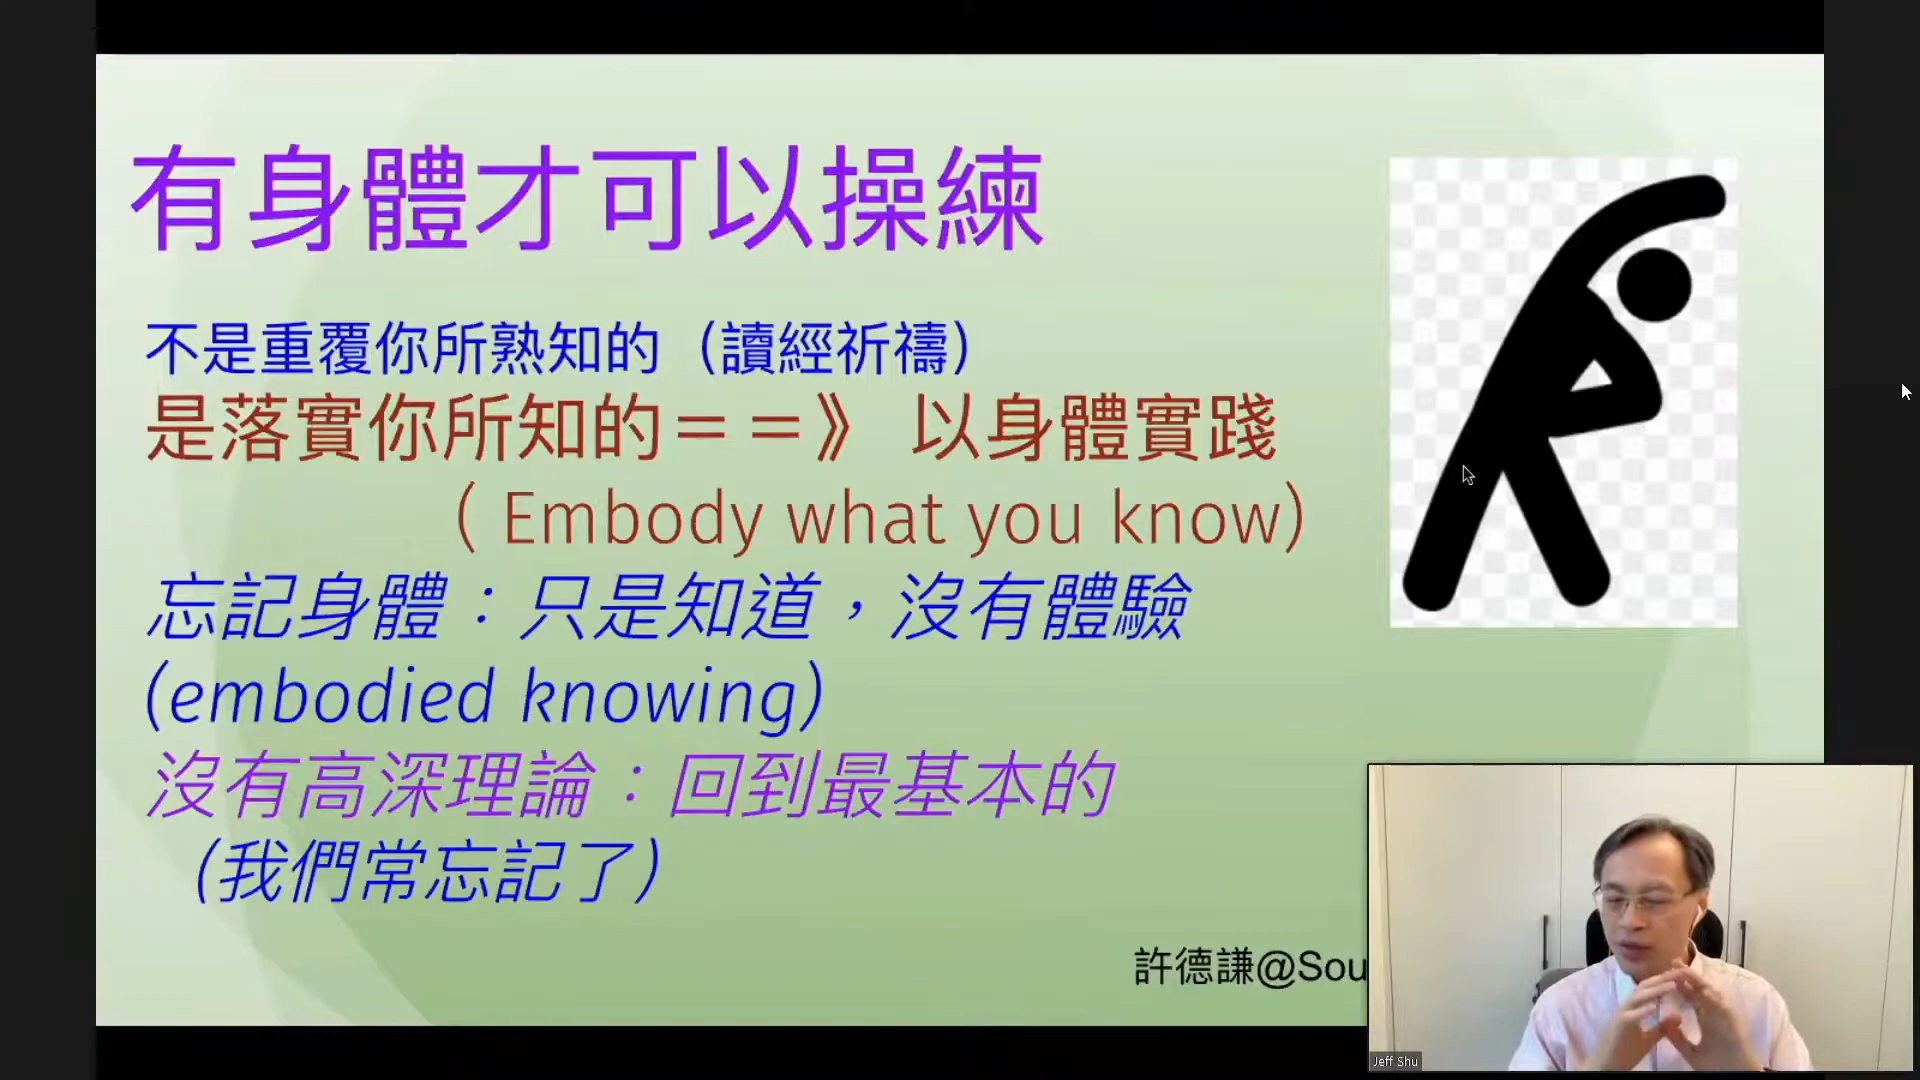 有身體才可以操練
不是重覆你所熟知的（讀經祈禱）
是落實你所知的＝＝》 以身體實踐
( Embody what you know)
忘記身體：只是知道，沒有體驗
(embodied knowing)
沒有高深理論：回到最基本的
(我們常忘記了)
許德謙@Sou
Jeff Shu